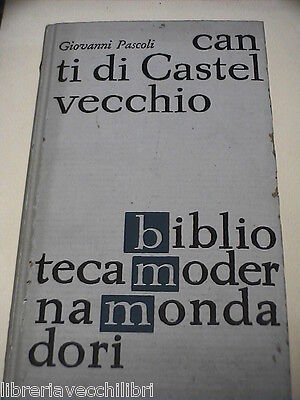 Giovanni Pascoli
can
ti di Castel
vecchio
biblio
tecamoder
namonda
dori
libreriavecchilibri